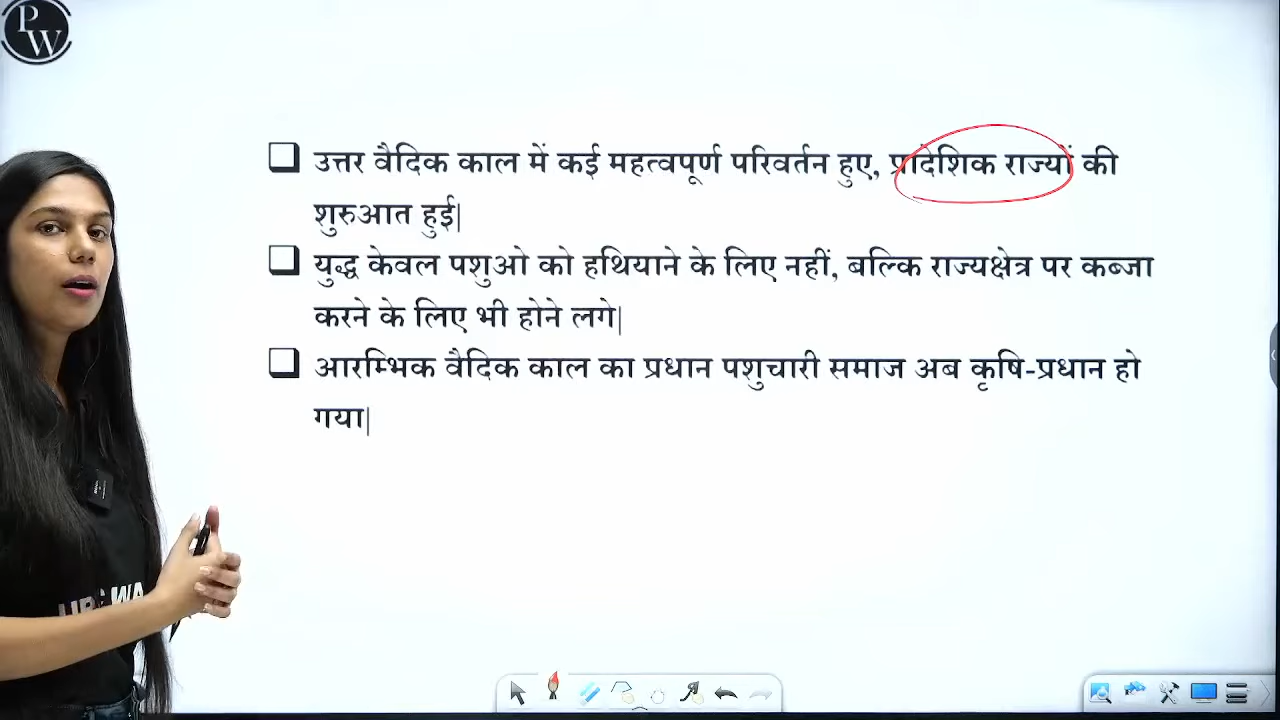 PW
उत्तर वैदिक काल में कई महत्वपूर्ण परिवर्तन हुए, प्रादेशिक राज्यों की
शुरुआत हुई|
युद्ध केवल पशुओ को हथियाने के लिए नहीं, बल्कि राज्यक्षेत्र पर कब्जा
करने के लिए भी होने लगे|
आरम्भिक वैदिक काल का प्रधान पशुचारी समाज अब कृषि-प्रधान हो
गया|